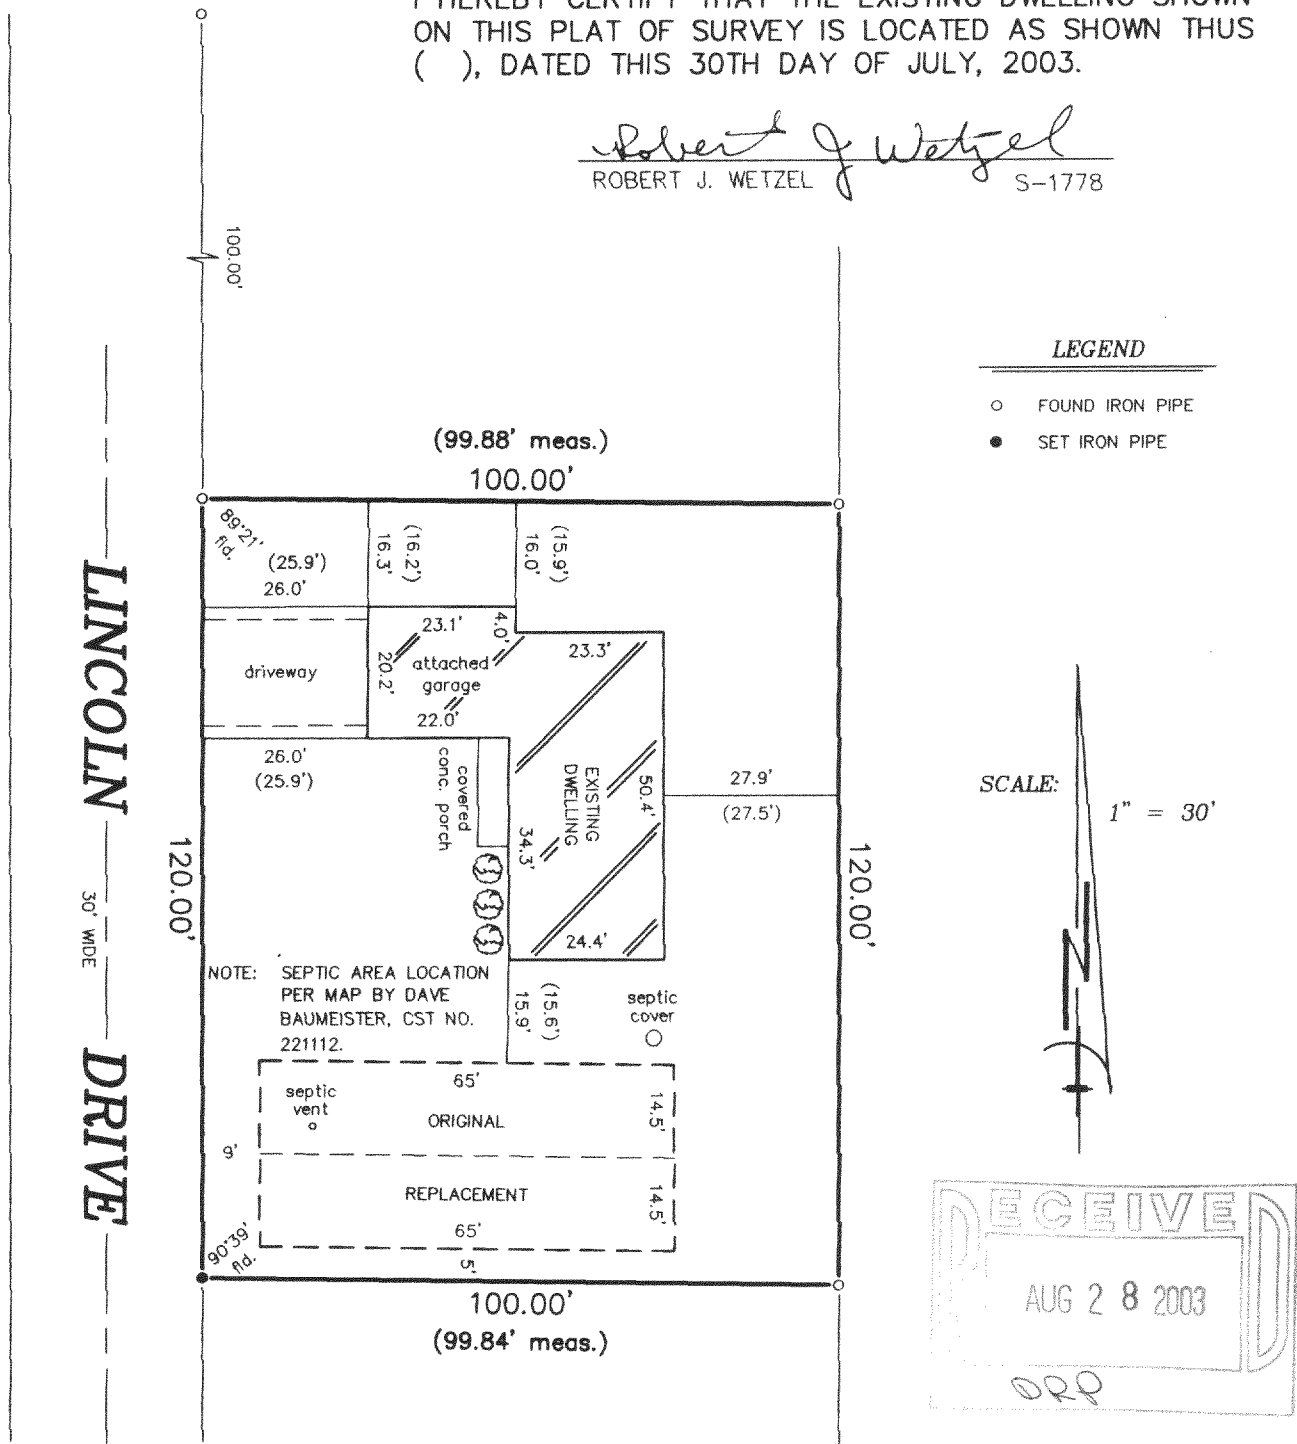 I HEREBY CERTIFY THAT THE EXISTING DWELLING SHOWN
ON THIS PLAT OF SURVEY IS LOCATED AS SHOWN THUS
(  ), DATED THIS 30TH DAY OF JULY, 2003.
Robert J Wetzel
ROBERT J. WETZEL S-1778
100.00'
LEGEND
FOUND IRON PIPE
SET IRON PIPE
(99.88' meas.)
100.00'
89°21'
fld.
(25.9')
26.0'
(16.2')
16.3'
(15.9')
16.0'
23.1'
4.0'
20.2'
attached
garage
22.0'
driveway
23.3'
26.0'
(25.9')
covered
conc. porch
EXISTING
DWELLING
50.4'
34.3'
24.4'
27.9'
(27.5')
SCALE:
1" = 30'
N
LINCOLN DRIVE
30' WIDE
120.00'
120.00'
NOTE: SEPTIC AREA LOCATION
PER MAP BY DAVE
BAUMEISTER, CST NO.
221112.
(15.6')
15.9'
septic
cover
65'
septic
vent
ORIGINAL
14.5'
9'
REPLACEMENT
14.5'
65'
5'
90°39'
fld.
100.00'
(99.84' meas.)
RECEIVED
AUG 28 2003